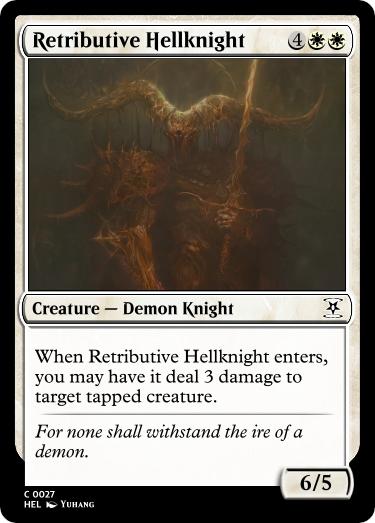 Retributive Hellknight 4
Creature — Demon Knight
When Retributive Hellknight enters,
you may have it deal 3 damage to
target tapped creature.
For none shall withstand the ire of a
demon.
6/5
C 0027
HEL Yuhang